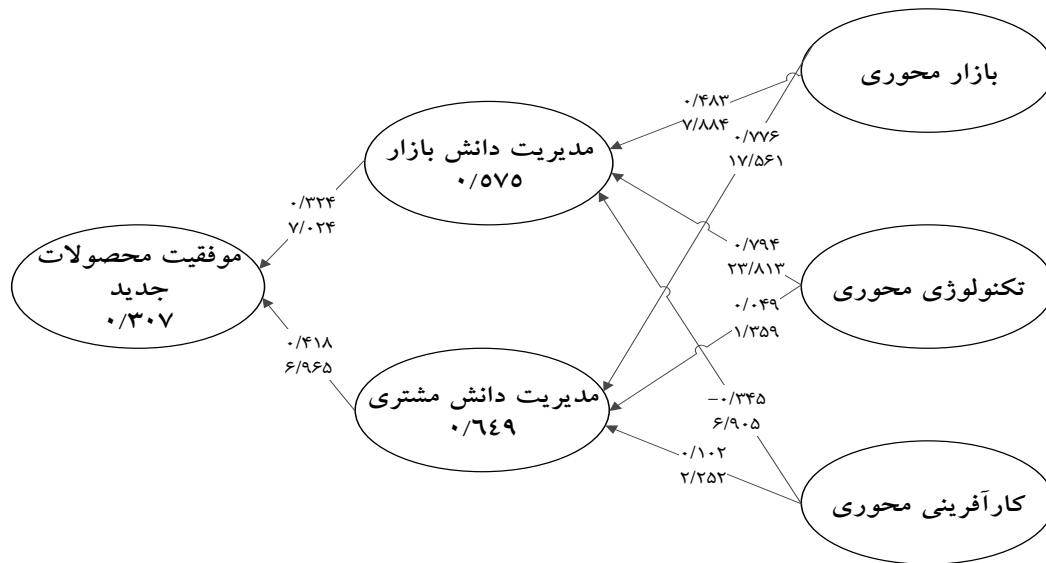 بازار محوری
۰/۴۸۳
۷/۸۸۴
۰/۷۷۶
۱۷/۵۶۱
مدیریت دانش بازار
۰/۵۷۵
۰/۳۲۴
۷/۰۲۴
۰/۷۹۴
۲۳/۸۱۳
تکنولوژی محوری
۰/۰۴۹
۱/۳۵۹
موفقیت محصولات
جدید
۰/۳۰۷
۰/۴۱۸
۶/۹۶۵
مدیریت دانش مشتری
۰/٦٤۹
-۰/۳۴۵
۶/۹۰۵
۰/۱۰۲
۲/۲۵۲
کارآفرینی محوری